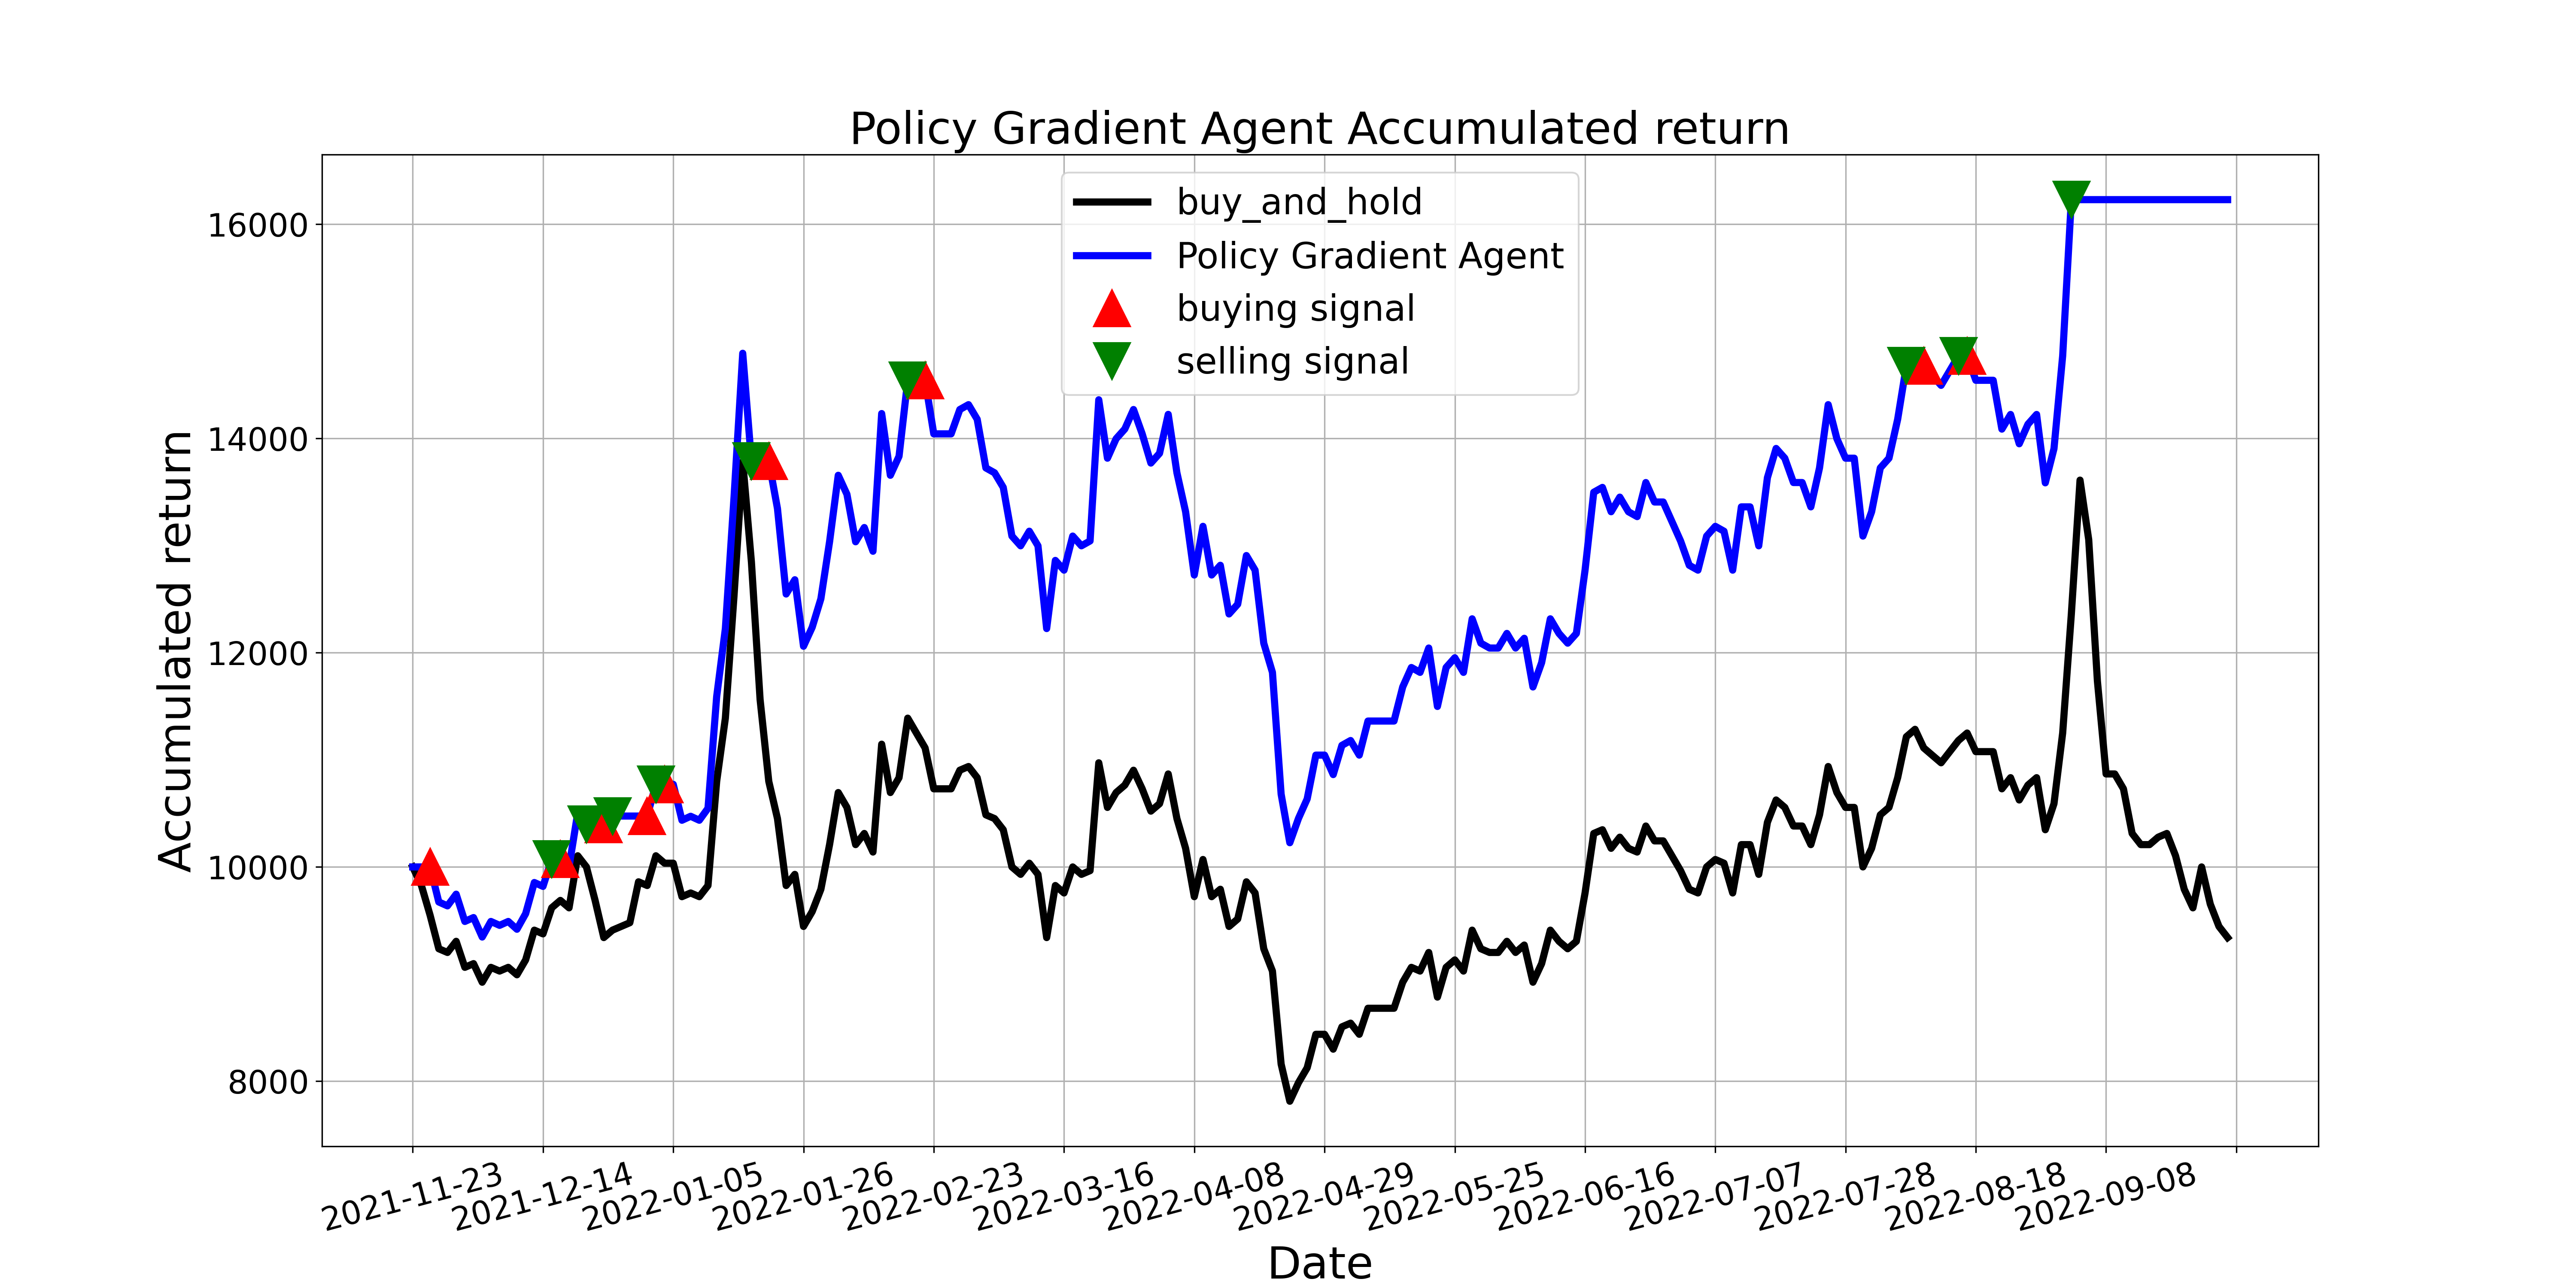 Policy Gradient Agent Accumulated return
buy_and_hold
Policy Gradient Agent
buying signal
selling signal
Accumulated return
16000
14000
12000
10000
8000
2021-11-23
2021-12-14
2022-01-05
2022-01-26
2022-02-23
2022-03-16
2022-04-08
2022-04-29
2022-05-25
2022-06-16
2022-07-07
2022-07-28
2022-08-18
2022-09-08
Date